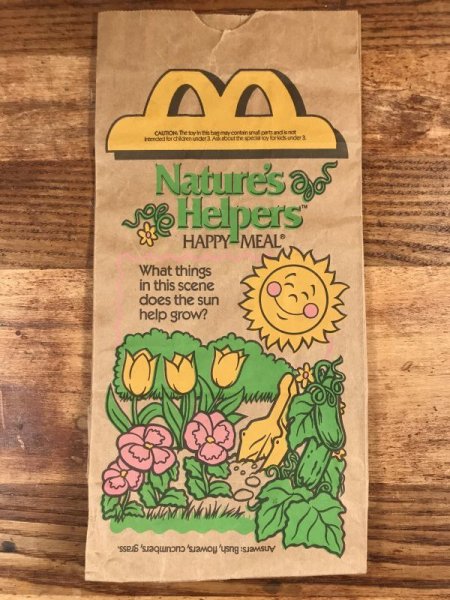 CAUTION: The toy in this bag may contain small parts and is not
intended for children under 3. Ask about the special toy for kids under 3.
Nature's
Helpers™
HAPPY MEAL®
What things
in this scene
does the sun
help grow?
Answers: Bush, flowers, cucumbers, grass.